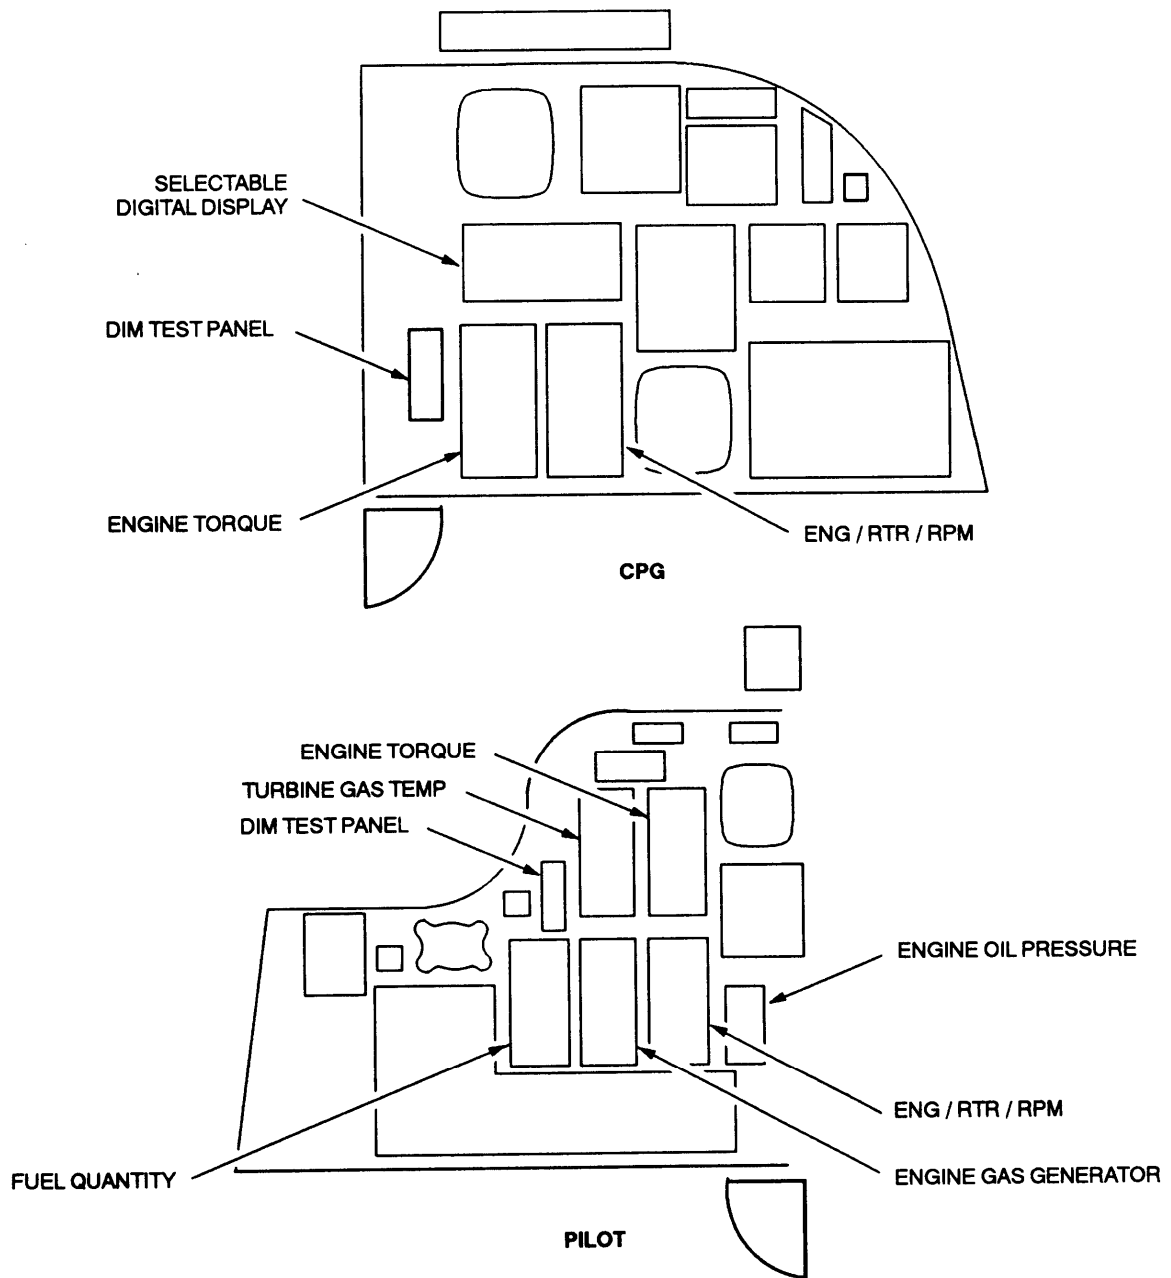 SELECTABLE
DIGITAL DISPLAY
DIM TEST PANEL
ENGINE TORQUE
ENG / RTR / RPM
CPG
ENGINE TORQUE
TURBINE GAS TEMP
DIM TEST PANEL
ENGINE OIL PRESSURE
ENG / RTR / RPM
FUEL QUANTITY
ENGINE GAS GENERATOR
PILOT